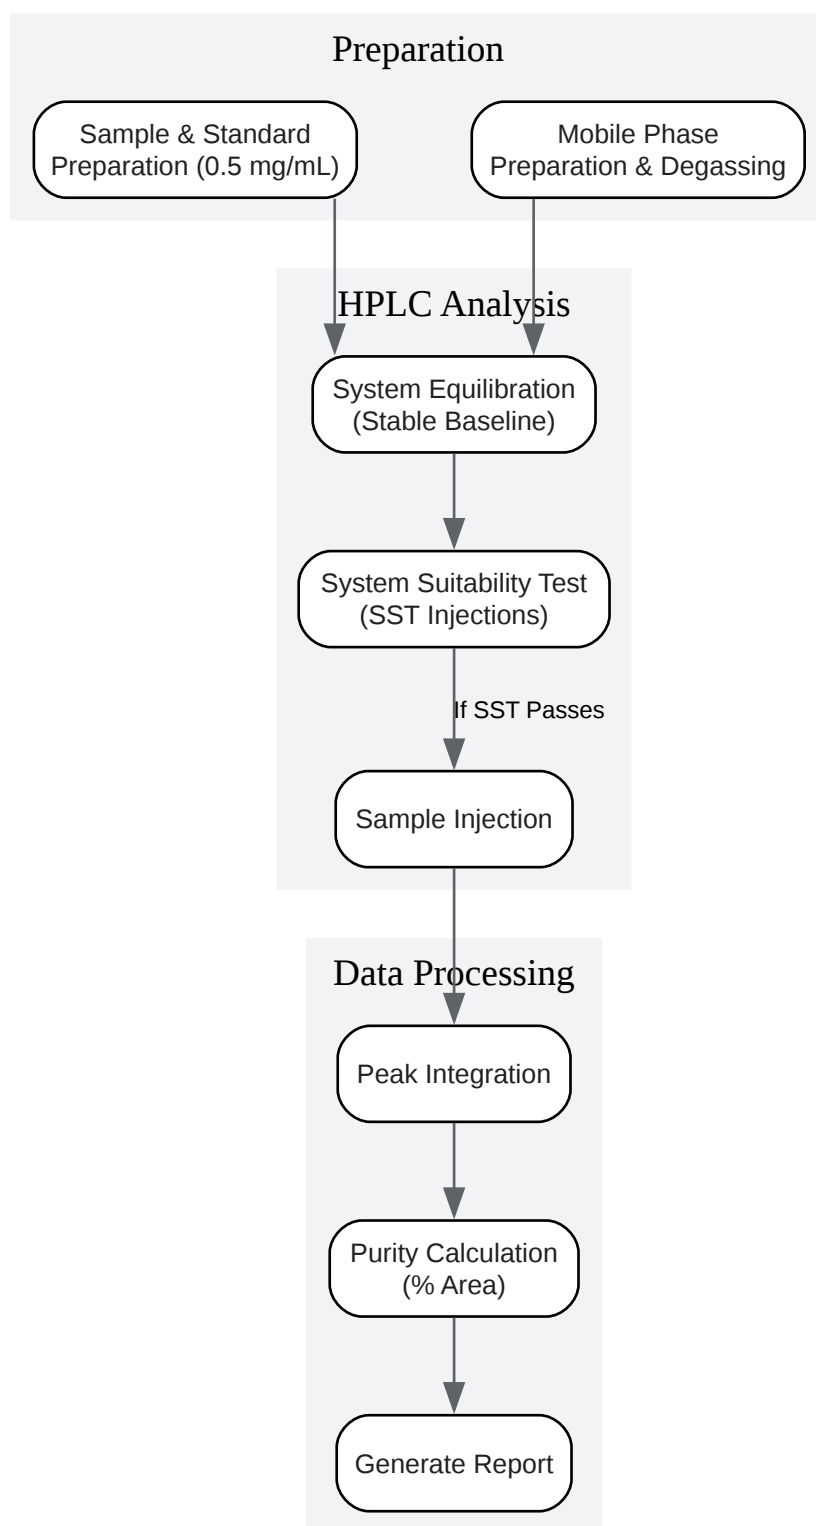 Preparation
Sample & Standard
Preparation (0.5 mg/mL)
Mobile Phase
Preparation & Degassing
HPLC Analysis
System Equilibration
(Stable Baseline)
System Suitability Test
(SST Injections)
If SST Passes
Sample Injection
Data Processing
Peak Integration
Purity Calculation
(% Area)
Generate Report